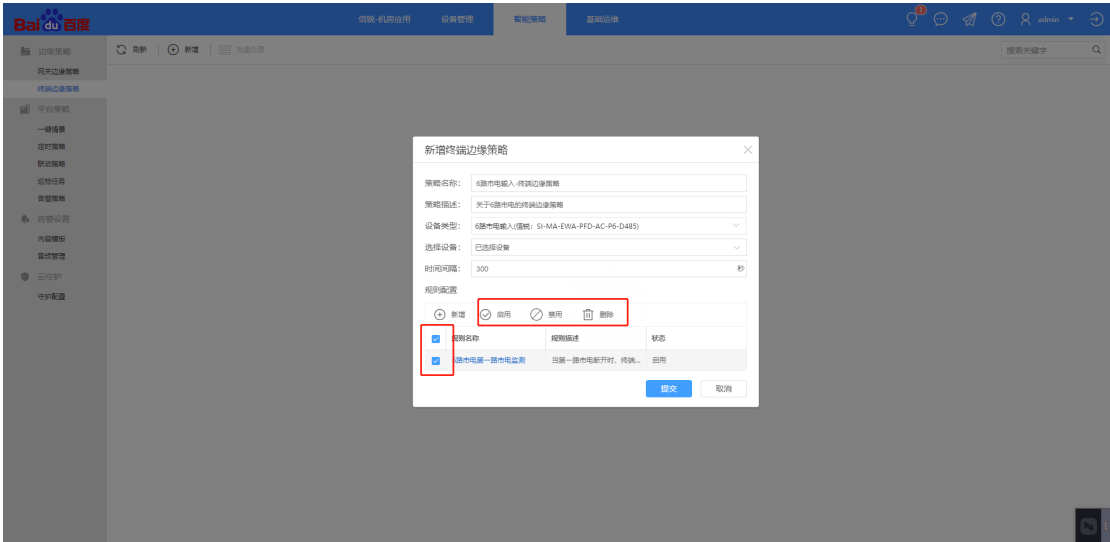 Bai du 百度
信锐-机房应用 设备管理 智能策略 基础运维
1 admin
边缘策略
刷新 新增 批量处理 搜索关键字
网关边缘策略
终端边缘策略
平台策略
一键情景
定时策略
联动策略
巡检任务
告警策略
告警设置
内容模板
音频管理
云守护
守护配置
新增终端边缘策略
策略名称: 6路市电输入-终端边缘策略
策略描述: 关于6路市电的终端边缘策略
设备类型: 6路市电输入(信锐: SI-MA-EWA-PFD-AC-P6-D485)
选择设备: 已选择设备
时间间隔: 300 秒
规则配置
新增 启用 禁用 删除
规则名称 规则描述 状态
6路市电第一路市电监测 当第一路市电断开时, 终端... 启用
提交 取消